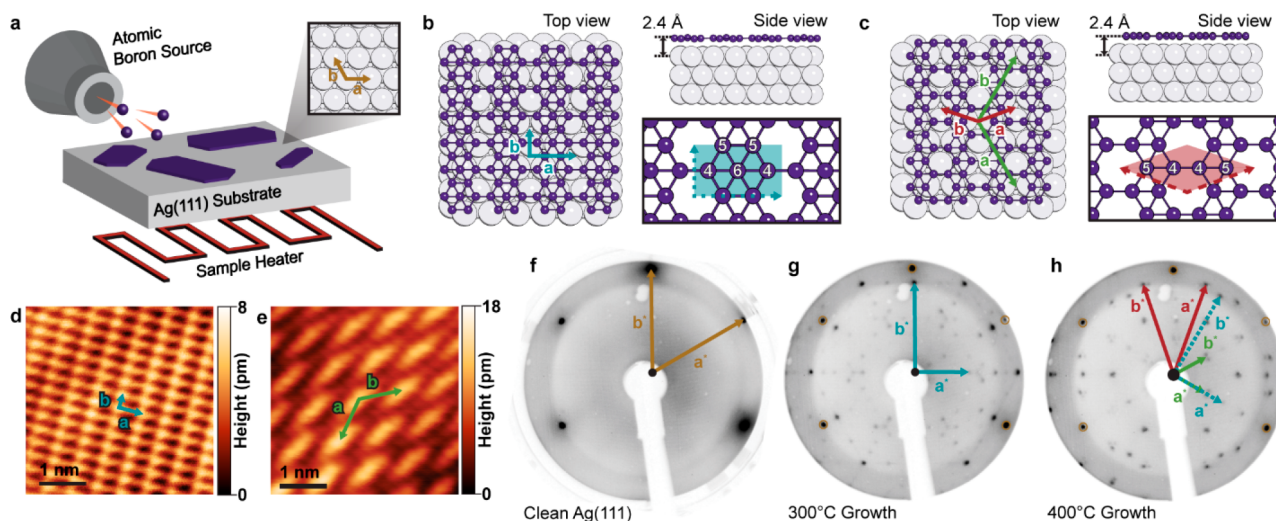 a
Atomic
Boron Source
b
a
Ag(111) Substrate
Sample Heater
b
Top view
b
a
2.4 Å
Side view
5 5
4 6 4
c
Top view
b
b
a
a
2.4 Å
Side view
5 4 4 5
d
b
a
1 nm
8
Height (pm)
0
e
b
a
1 nm
18
Height (pm)
0
f
b*
a*
Clean Ag(111)
g
b*
a*
300°C Growth
h
b*
a*
b*
b*
a*
a*
400°C Growth